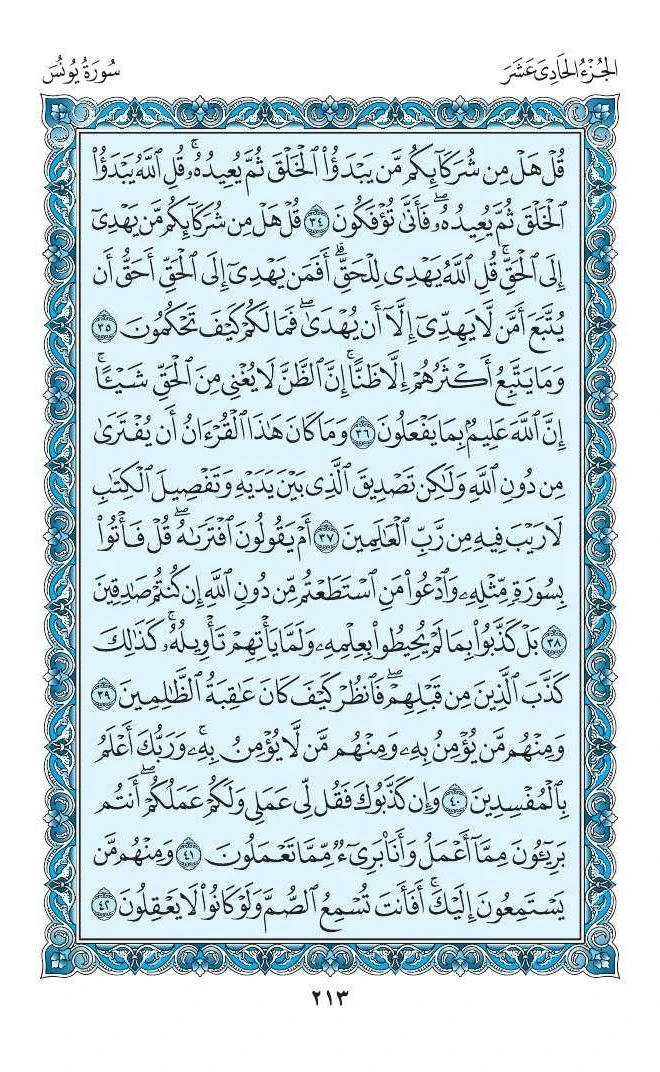 الجُزْءُ الحَادِىَ عَشَرَ
سُورَةُ يُونُسَ
قُلْ هَلْ مِن شُرَكَآئِكُم مَّن يَبْدَؤُا۟ ٱلْخَلْقَ ثُمَّ يُعِيدُهُۥ ۚ قُلِ ٱللَّهُ يَبْدَؤُا۟
ٱلْخَلْقَ ثُمَّ يُعِيدُهُۥ ۖ فَأَنَّىٰ تُؤْفَكُونَ ٣٤ قُلْ هَلْ مِن شُرَكَآئِكُم مَّن يَهْدِىٓ
إِلَى ٱلْحَقِّ ۚ قُلِ ٱللَّهُ يَهْدِى لِلْحَقِّ ۗ أَفَمَن يَهْدِىٓ إِلَى ٱلْحَقِّ أَحَقُّ أَن
يُتَّبَعَ أَمَّن لَّا يَهِدِّىٓ إِلَّآ أَن يُهْدَىٰ ۖ فَمَا لَكُمْ كَيْفَ تَحْكُمُونَ ٣٥
وَمَا يَتَّبِعُ أَكْثَرُهُمْ إِلَّا ظَنًّا ۚ إِنَّ ٱلظَّنَّ لَا يُغْنِى مِنَ ٱلْحَقِّ شَيْـًٔا ۚ
إِنَّ ٱللَّهَ عَلِيمٌۢ بِمَا يَفْعَلُونَ ٣٦ وَمَا كَانَ هَٰذَا ٱلْقُرْءَانُ أَن يُفْتَرَىٰ
مِن دُونِ ٱللَّهِ وَلَٰكِن تَصْدِيقَ ٱلَّذِى بَيْنَ يَدَيْهِ وَتَفْصِيلَ ٱلْكِتَٰبِ
لَا رَيْبَ فِيهِ مِن رَّبِّ ٱلْعَٰلَمِينَ ٣٧ أَمْ يَقُولُونَ ٱفْتَرَىٰهُ ۖ قُلْ فَأْتُوا۟
بِسُورَةٍ مِّثْلِهِۦ وَٱدْعُوا۟ مَنِ ٱسْتَطَعْتُم مِّن دُونِ ٱللَّهِ إِن كُنتُمْ صَٰدِقِينَ
٣٨ بَلْ كَذَّبُوا۟ بِمَا لَمْ يُحِيطُوا۟ بِعِلْمِهِۦ وَلَمَّا يَأْتِهِمْ تَأْوِيلُهُۥ ۚ كَذَٰلِكَ
كَذَّبَ ٱلَّذِينَ مِن قَبْلِهِمْ ۖ فَٱنظُرْ كَيْفَ كَانَ عَٰقِبَةُ ٱلظَّٰلِمِينَ ٣٩
وَمِنْهُم مَّن يُؤْمِنُ بِهِۦ وَمِنْهُم مَّن لَّا يُؤْمِنُ بِهِۦ ۚ وَرَبُّكَ أَعْلَمُ
بِٱلْمُفْسِدِينَ ٤٠ وَإِن كَذَّبُوكَ فَقُل لِّى عَمَلِى وَلَكُمْ عَمَلُكُمْ ۖ أَنتُم
بَرِيٓـُٔونَ مِمَّآ أَعْمَلُ وَأَنَا۠ بَرِىٓءٌ مِّمَّا تَعْمَلُونَ ٤١ وَمِنْهُم مَّن
يَسْتَمِعُونَ إِلَيْكَ ۚ أَفَأَنتَ تُسْمِعُ ٱلصُّمَّ وَلَوْ كَانُوا۟ لَا يَعْقِلُونَ ٤٢
٢١٣